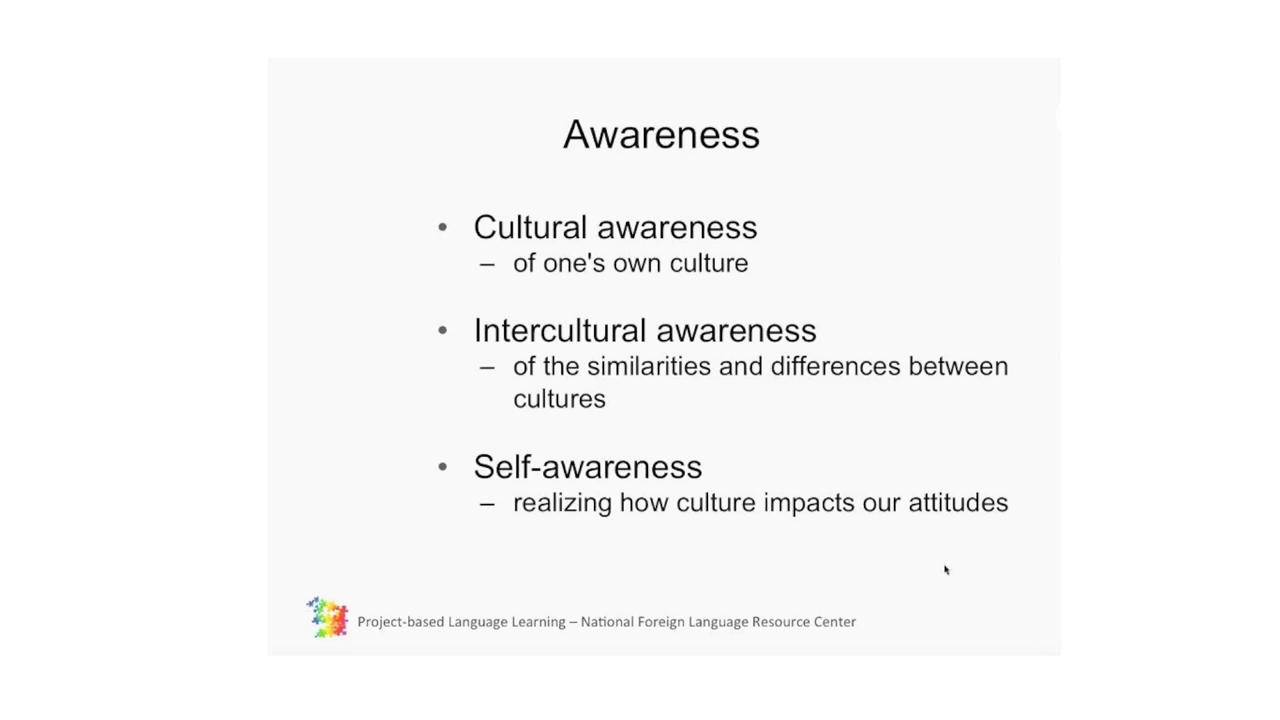 Awareness
• Cultural awareness
– of one's own culture
• Intercultural awareness
– of the similarities and differences between
cultures
• Self-awareness
– realizing how culture impacts our attitudes
Project-based Language Learning – National Foreign Language Resource Center